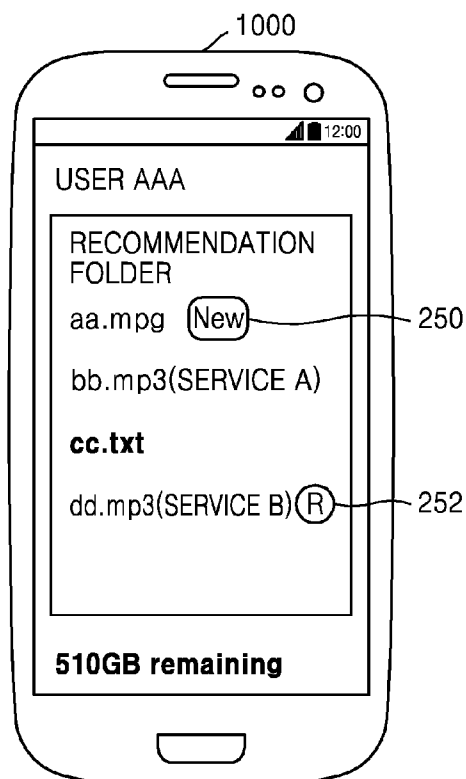 1000
12:00
USER AAA
RECOMMENDATION
FOLDER
aa.mpg New 250
bb.mp3(SERVICE A)
cc.txt
dd.mp3(SERVICE B) R 252
510GB remaining